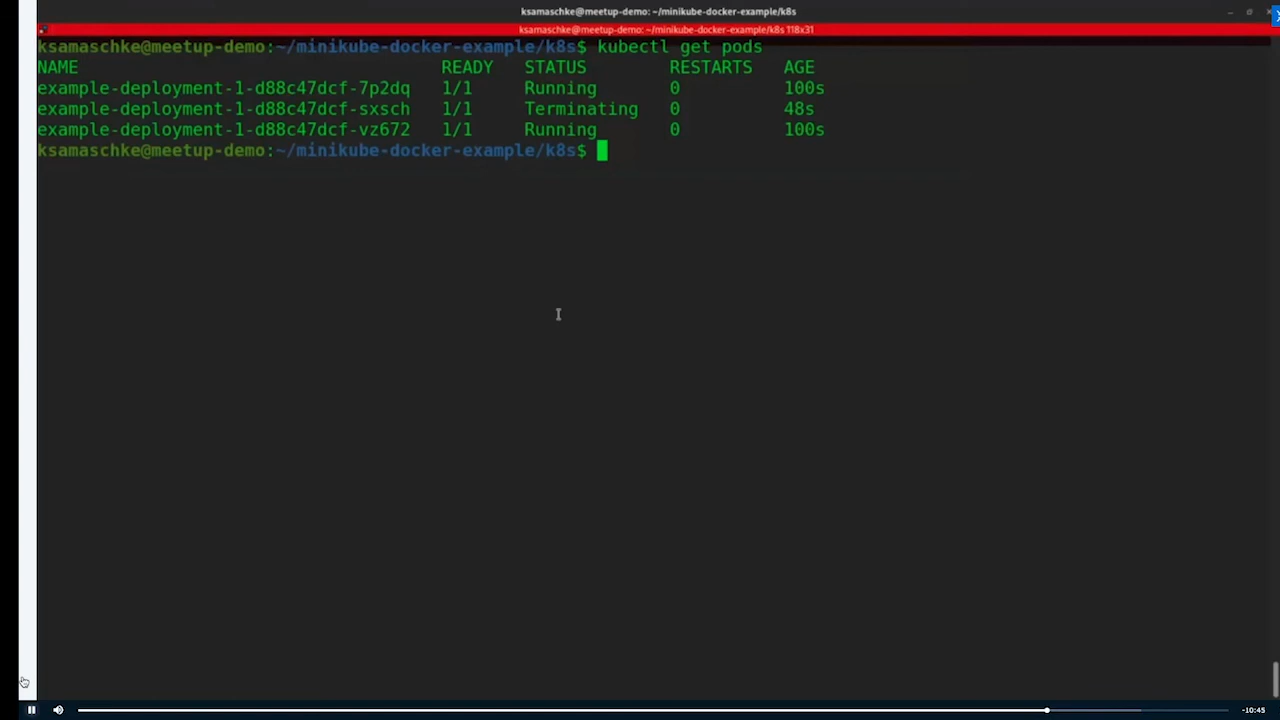 ksamaschke@meetup-demo: ~/minikube-docker-example/k8s
ksamaschke@meetup-demo: ~/minikube-docker-example/k8s 118x31
ksamaschke@meetup-demo:~/minikube-docker-example/k8s$ kubectl get pods
NAME READY STATUS RESTARTS AGE
example-deployment-1-d88c47dcf-7p2dq 1/1 Running 0 100s
example-deployment-1-d88c47dcf-sxsch 1/1 Terminating 0 48s
example-deployment-1-d88c47dcf-vz672 1/1 Running 0 100s
ksamaschke@meetup-demo:~/minikube-docker-example/k8s$
-10:45